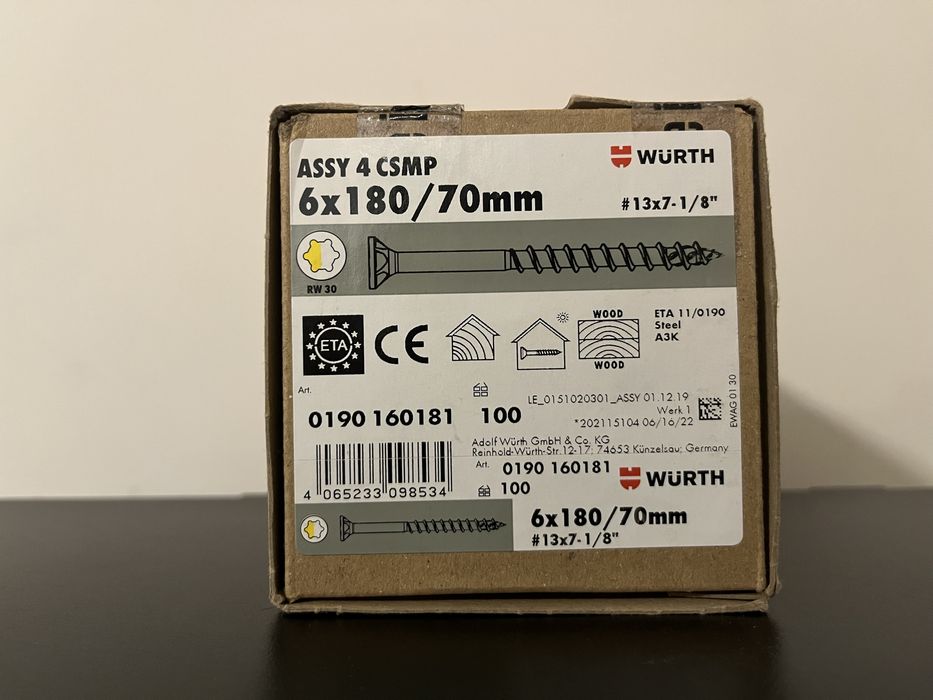 ASSY 4 CSMP
WÜRTH
6x180/70mm
#13x7-1/8"
RW 30
ETA
CE
WOOD
WOOD
ETA 11/0190
Steel
A3K
Art.
0190 160181
100
LE_0151020301_ASSY 01.12.19
Werk 1
*202115104 06/16/22
EWAG 01 30
Adolf Würth GmbH & Co. KG
Reinhold-Würth-Str.12-17; 74653 Künzelsau; Germany
Art. 0190 160181
WÜRTH
100
4 065233 098534
6x180/70mm
#13x7-1/8"